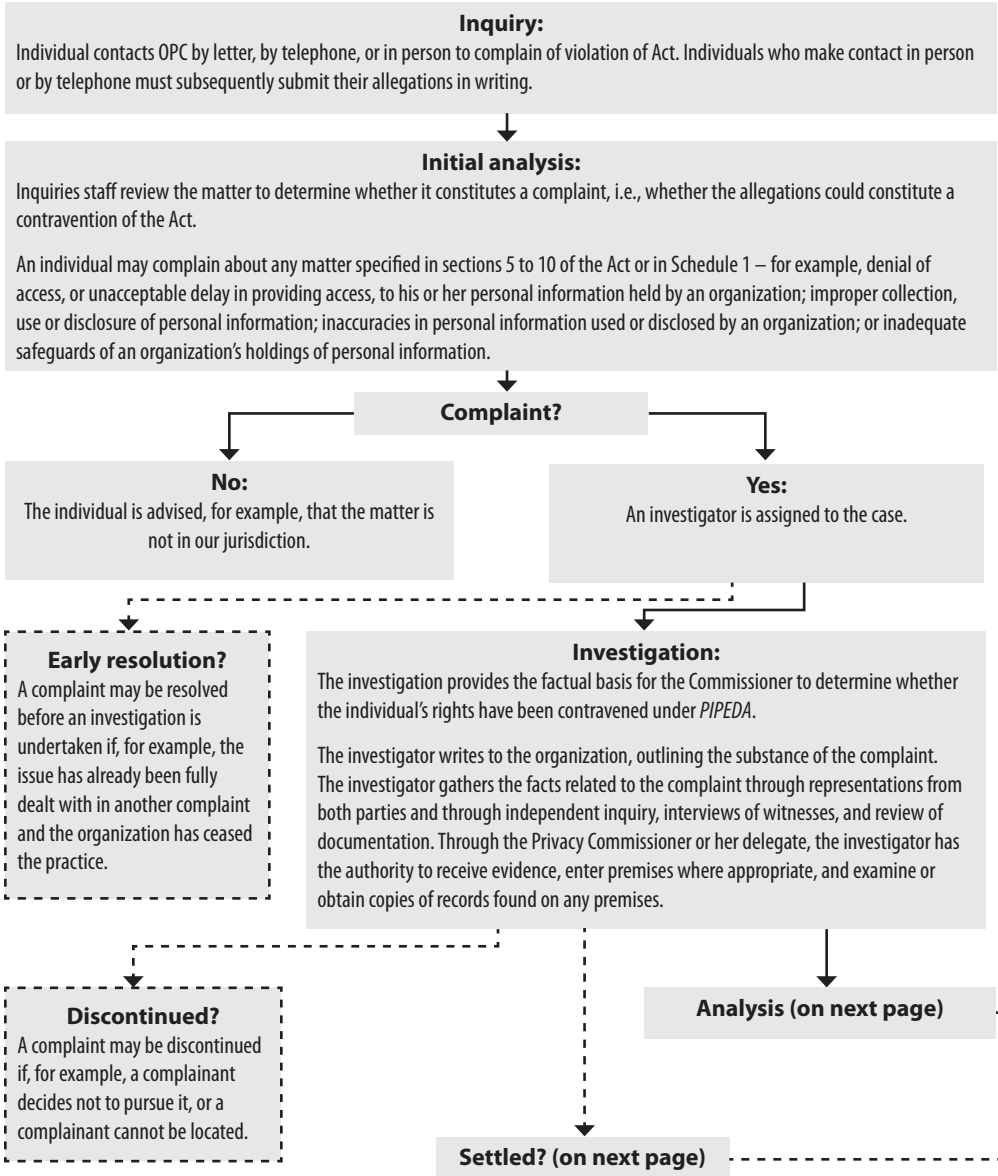 Inquiry:
Individual contacts OPC by letter, by telephone, or in person to complain of violation of Act. Individuals who make contact in person
or by telephone must subsequently submit their allegations in writing.
Initial analysis:
Inquiries staff review the matter to determine whether it constitutes a complaint, i.e., whether the allegations could constitute a
contravention of the Act.
An individual may complain about any matter specified in sections 5 to 10 of the Act or in Schedule 1 – for example, denial of
access, or unacceptable delay in providing access, to his or her personal information held by an organization; improper collection,
use or disclosure of personal information; inaccuracies in personal information used or disclosed by an organization; or inadequate
safeguards of an organization’s holdings of personal information.
Complaint?
No:
The individual is advised, for example, that the matter is
not in our jurisdiction.
Yes:
An investigator is assigned to the case.
Early resolution?
A complaint may be resolved
before an investigation is
undertaken if, for example, the
issue has already been fully
dealt with in another complaint
and the organization has ceased
the practice.
Investigation:
The investigation provides the factual basis for the Commissioner to determine whether
the individual’s rights have been contravened under PIPEDA.
The investigator writes to the organization, outlining the substance of the complaint.
The investigator gathers the facts related to the complaint through representations from
both parties and through independent inquiry, interviews of witnesses, and review of
documentation. Through the Privacy Commissioner or her delegate, the investigator has
the authority to receive evidence, enter premises where appropriate, and examine or
obtain copies of records found on any premises.
Discontinued?
A complaint may be discontinued
if, for example, a complainant
decides not to pursue it, or a
complainant cannot be located.
Analysis (on next page)
Settled? (on next page)